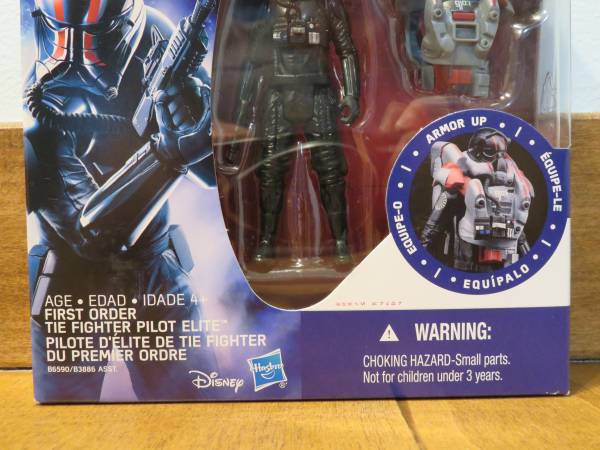 ARMOR UP
ÉQUIPE-LE
EQUIPE-O
EQUÍPALO
AGE • EDAD • IDADE 4+
FIRST ORDER
TIE FIGHTER PILOT ELITE™
PILOTE D'ÉLITE DE TIE FIGHTER
DU PREMIER ORDRE
B6590/B3886 ASST.
Disney
Hasbro
WARNING:
CHOKING HAZARD-Small parts.
Not for children under 3 years.